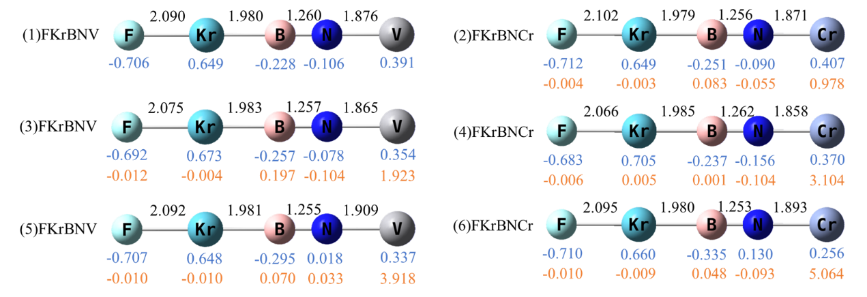 2.090 1.980 1.260 1.876
(1)FKrBNV F Kr B N V
-0.706 0.649 -0.228 -0.106 0.391
2.102 1.979 1.256 1.871
(2)FKrBNCr F Kr B N Cr
-0.712 0.649 -0.251 -0.090 0.407
-0.004 -0.003 0.083 -0.055 0.978
2.075 1.983 1.257 1.865
(3)FKrBNV F Kr B N V
-0.692 0.673 -0.257 -0.078 0.354
-0.012 -0.004 0.197 -0.104 1.923
2.066 1.985 1.262 1.858
(4)FKrBNCr F Kr B N Cr
-0.683 0.705 -0.237 -0.156 0.370
-0.006 0.005 0.001 -0.104 3.104
2.092 1.981 1.255 1.909
(5)FKrBNV F Kr B N V
-0.707 0.648 -0.295 0.018 0.337
-0.010 -0.010 0.070 0.033 3.918
2.095 1.980 1.253 1.893
(6)FKrBNCr F Kr B N Cr
-0.710 0.660 -0.335 0.130 0.256
-0.010 -0.009 0.048 -0.093 5.064